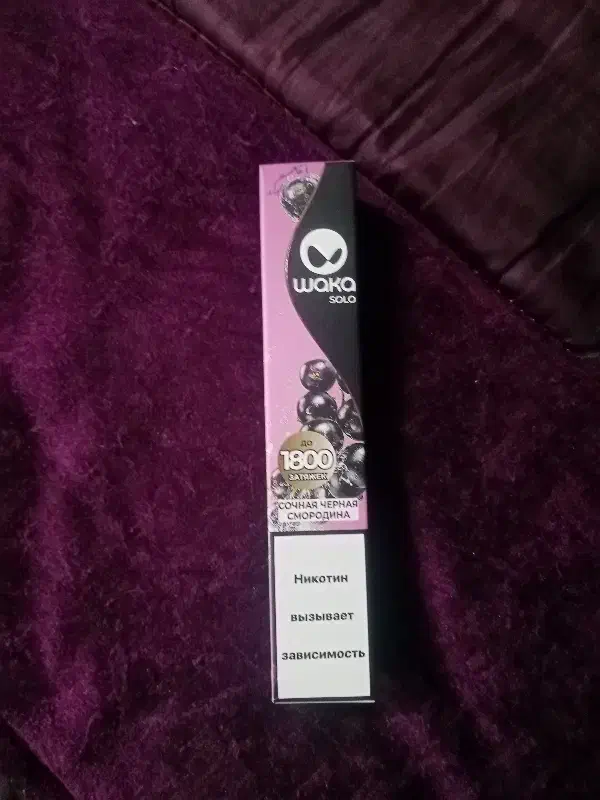 waka
SOLO
ДО
1800
ЗАТЯЖЕК
СОЧНАЯ ЧЕРНАЯ
СМОРОДИНА
Никотин
вызывает
зависимость